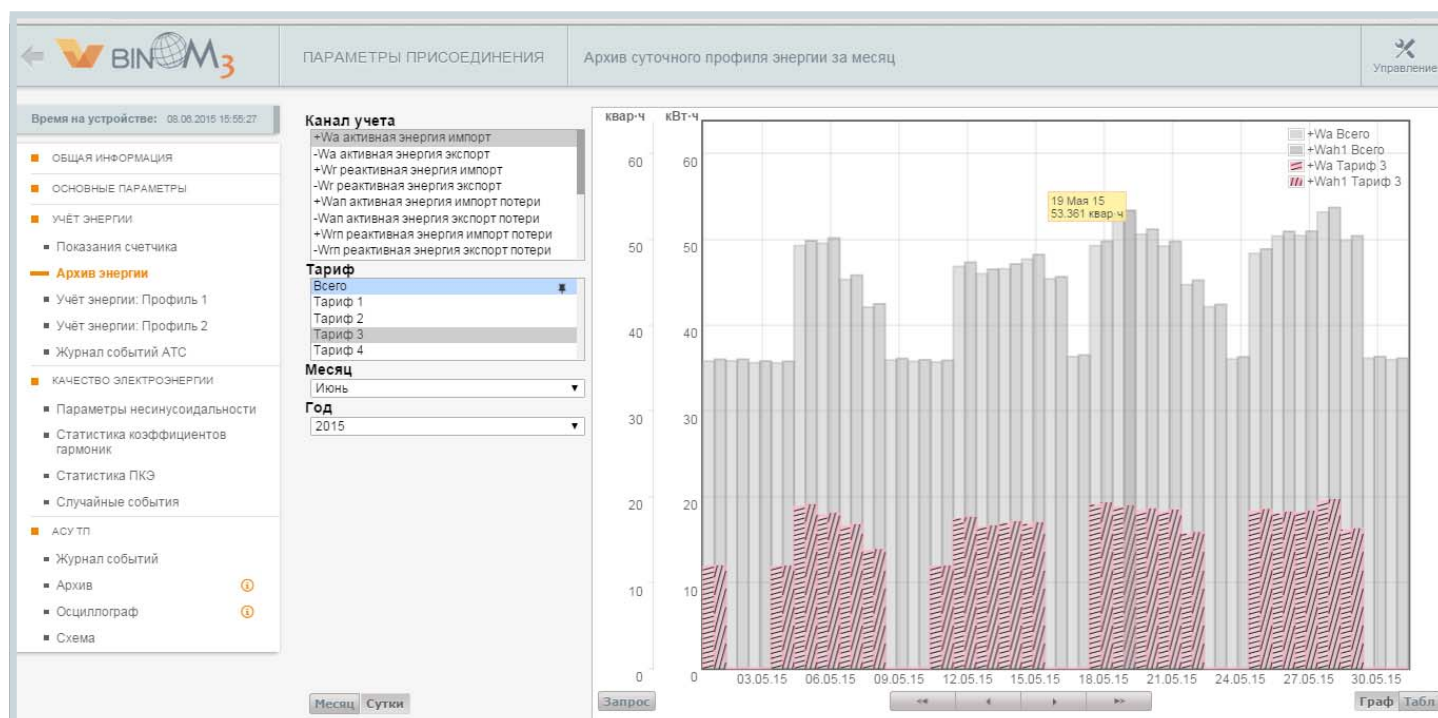 BINOM3
ПАРАМЕТРЫ ПРИСОЕДИНЕНИЯ
Архив суточного профиля энергии за месяц
Управление
Время на устройстве: 08.06.2015 15:55:27
ОБЩАЯ ИНФОРМАЦИЯ
ОСНОВНЫЕ ПАРАМЕТРЫ
УЧЁТ ЭНЕРГИИ
Показания счетчика
Архив энергии
Учёт энергии: Профиль 1
Учёт энергии: Профиль 2
Журнал событий АТС
КАЧЕСТВО ЭЛЕКТРОЭНЕРГИИ
Параметры несинусоидальности
Статистика коэффициентов
гармоник
Статистика ПКЭ
Случайные события
АСУ ТП
Журнал событий
Архив
Осциллограф
Схема
Канал учета
+Wa активная энергия импорт
-Wa активная энергия экспорт
+Wr реактивная энергия импорт
-Wr реактивная энергия экспорт
+Waп активная энергия импорт потери
-Waп активная энергия экспорт потери
+Wrп реактивная энергия импорт потери
-Wrп реактивная энергия экспорт потери
Тариф
Всего
Тариф 1
Тариф 2
Тариф 3
Тариф 4
Месяц
Июнь
Год
2015
Месяц Сутки
квар·ч кВт·ч
60 60
50 50
40 40
30 30
20 20
10 10
0 0
+Wa Всего
+Wah1 Всего
+Wa Тариф 3
+Wah1 Тариф 3
19 Мая 15
53.361 квар·ч
03.05.15 06.05.15 09.05.15 12.05.15 15.05.15 18.05.15 21.05.15 24.05.15 27.05.15 30.05.15
Запрос
Граф Табл